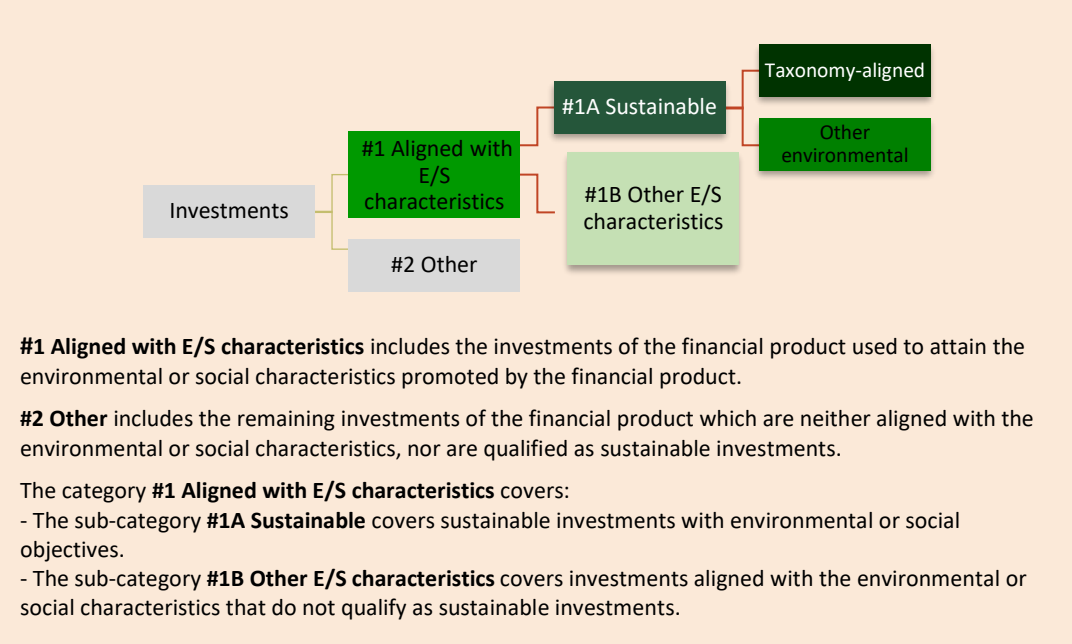 Taxonomy-aligned
#1A Sustainable
Other
environmental
#1 Aligned with
E/S
characteristics
#1B Other E/S
characteristics
Investments
#2 Other
#1 Aligned with E/S characteristics includes the investments of the financial product used to attain the
environmental or social characteristics promoted by the financial product.
#2 Other includes the remaining investments of the financial product which are neither aligned with the
environmental or social characteristics, nor are qualified as sustainable investments.
The category #1 Aligned with E/S characteristics covers:
- The sub-category #1A Sustainable covers sustainable investments with environmental or social
objectives.
- The sub-category #1B Other E/S characteristics covers investments aligned with the environmental or
social characteristics that do not qualify as sustainable investments.